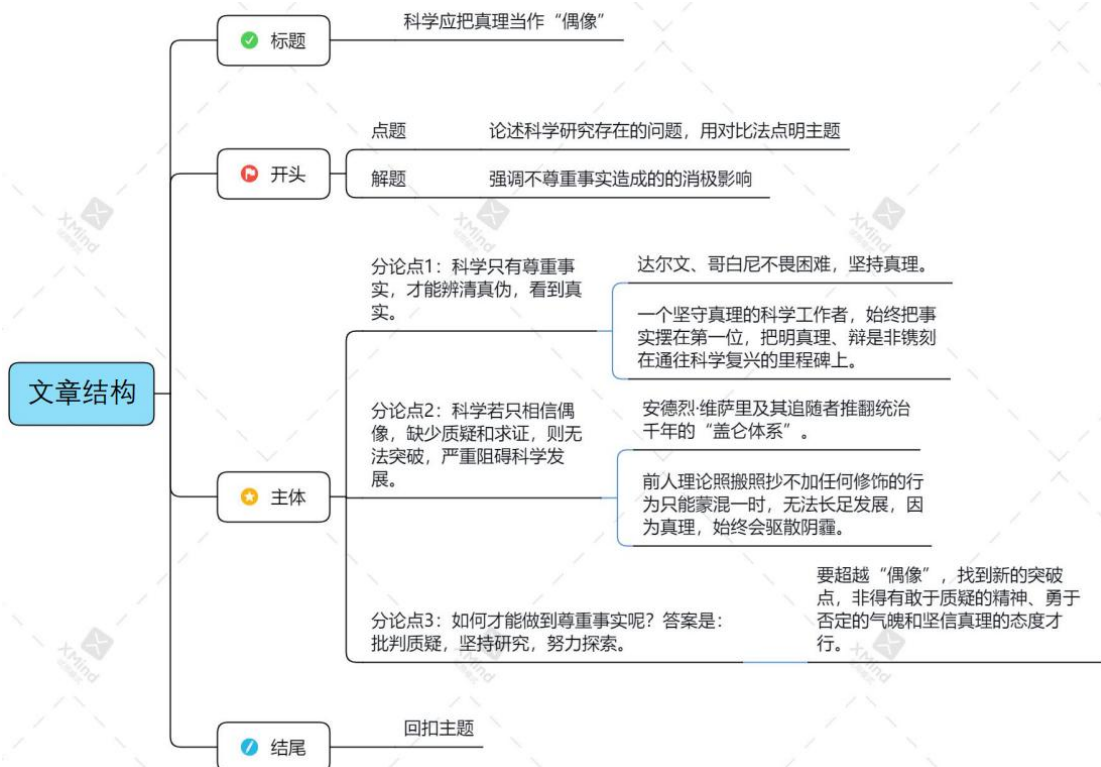 标题
科学应把真理当作“偶像”
开头
点题
论述科学研究存在的问题，用对比法点明主题
解题
强调不尊重事实造成的的消极影响
文章结构
主体
分论点1：科学只有尊重事
实，才能辨清真伪，看到真
实。
达尔文、哥白尼不畏困难，坚持真理。
一个坚守真理的科学工作者，始终把事
实摆在第一位，把明真理、辩是非镌刻
在通往科学复兴的里程碑上。
分论点2：科学若只相信偶
像，缺少质疑和求证，则无
法突破，严重阻碍科学发
展。
安德烈·维萨里及其追随者推翻统治
千年的“盖仑体系”。
前人理论照搬照抄不加任何修饰的行
为只能蒙混一时，无法长足发展，因
为真理，始终会驱散阴霾。
分论点3：如何才能做到尊重事实呢？答案是：
批判质疑，坚持研究，努力探索。
要超越“偶像”，找到新的突破
点，非得有敢于质疑的精神、勇于
否定的气魄和坚信真理的态度才
行。
结尾
回扣主题
XMind
XMind
XMind
XMind
XMind
XMind